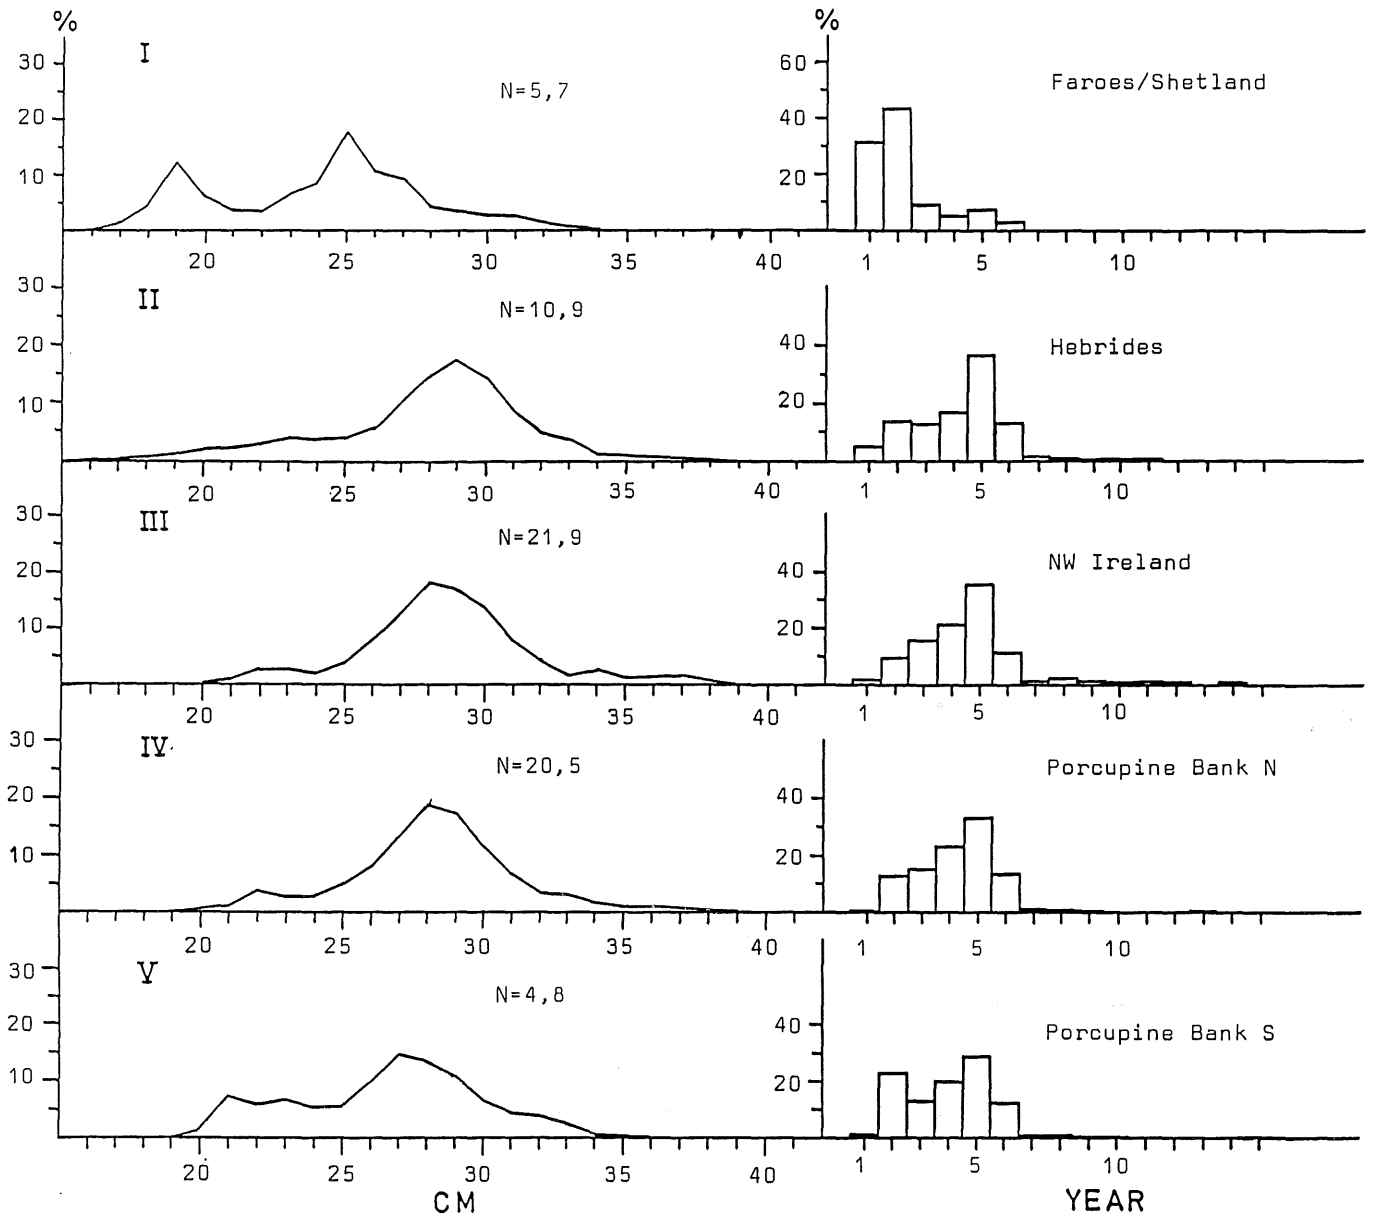 %
I
N=5,7
30
20
10
20 25 30 35 40
%
Faroes/Shetland
60
40
20
1 5 10
II
N=10,9
30
20
10
20 25 30 35 40
Hebrides
40
20
1 5 10
III
N=21,9
30
20
10
20 25 30 35 40
NW Ireland
40
20
1 5 10
IV
N=20,5
30
20
10
20 25 30 35 40
Porcupine Bank N
40
20
1 5 10
V
N=4,8
30
20
10
20 25 30 35 40
CM
Porcupine Bank S
40
20
1 5 10
YEAR